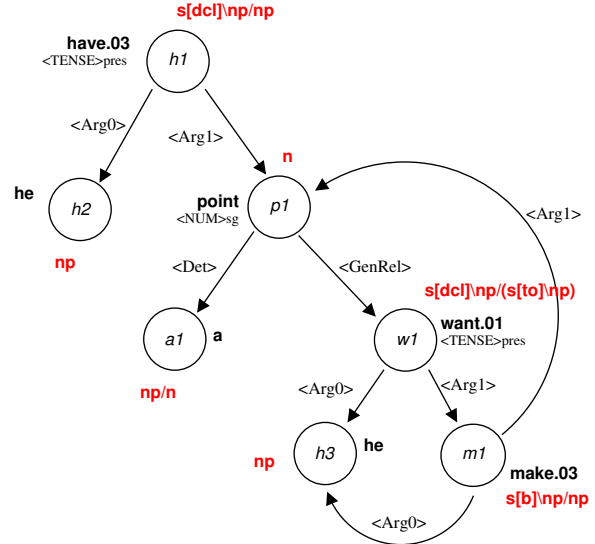 s[dcl]\np/np
have.03
<TENSE>pres
h1
<Arg0>
<Arg1>
n
he
h2
point
<NUM>sg
p1
<Arg1>
np
<Det>
<GenRel>
s[dcl]\np/(s[to]\np)
a1
a
w1
want.01
<TENSE>pres
np/n
<Arg0>
<Arg1>
np
h3
he
m1
make.03
s[b]\np/np
<Arg0>